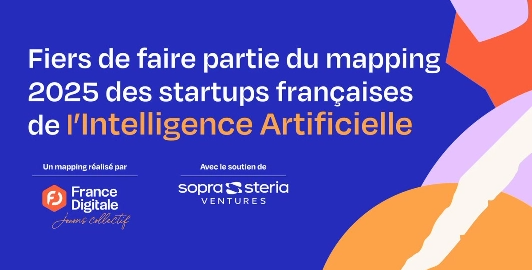 Fiers de faire partie du mapping
2025 des startups françaises
de l'Intelligence Artificielle
Un mapping réalisé par
France
Digitale
Jouons collectif
Avec le soutien de
sopra steria
VENTURES